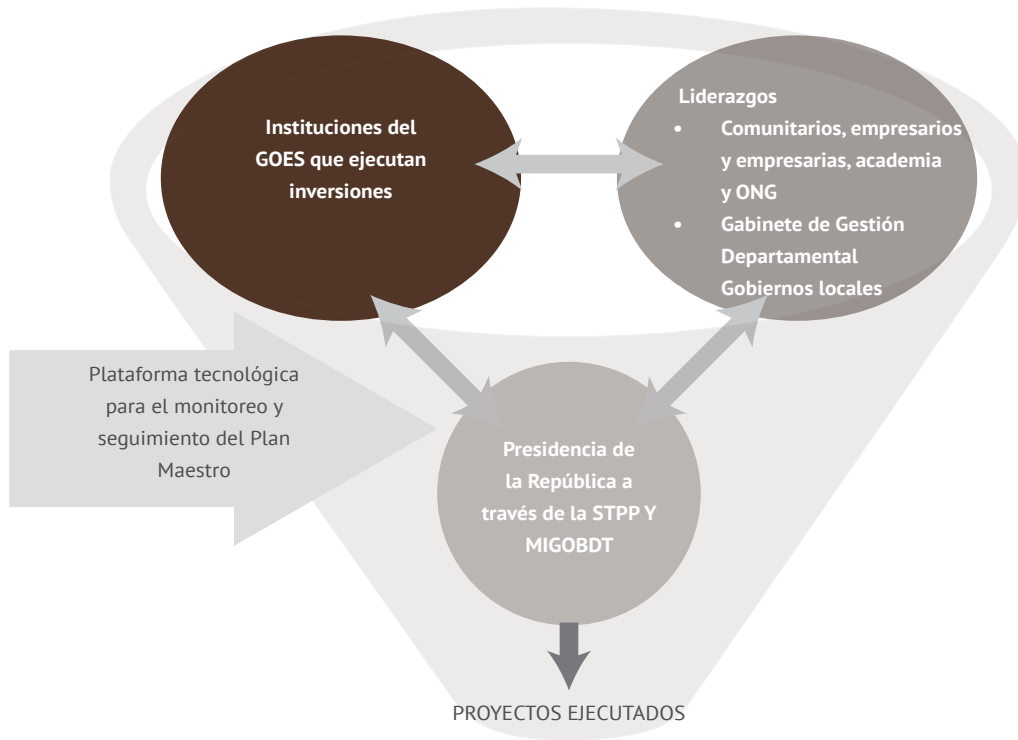 Instituciones del
GOES que ejecutan
inversiones
Liderazgos
• Comunitarios, empresarios
y empresarias, academia
y ONG
• Gabinete de Gestión
Departamental
Gobiernos locales
Plataforma tecnológica
para el monitoreo y
seguimiento del Plan
Maestro
Presidencia de
la República a
través de la STPP Y
MIGOBDT
PROYECTOS EJECUTADOS